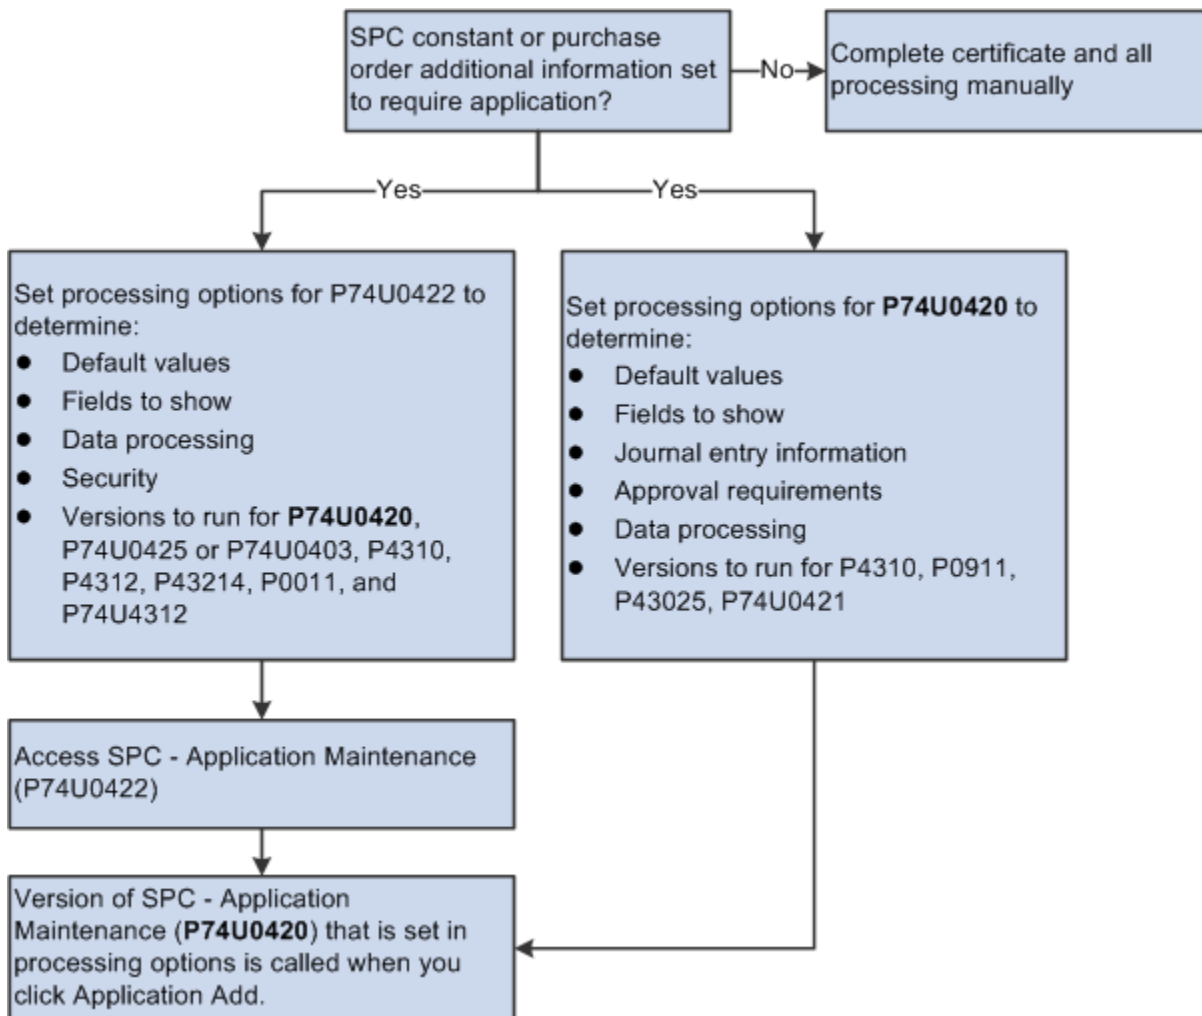 SPC constant or purchase
order additional information set
to require application?
No
Complete certificate and all
processing manually
Yes
Yes
Set processing options for P74U0422 to
determine:
● Default values
● Fields to show
● Data processing
● Security
● Versions to run for P74U0420,
P74U0425 or P74U0403, P4310,
P4312, P43214, P0011, and
P74U4312
Set processing options for P74U0420 to
determine:
● Default values
● Fields to show
● Journal entry information
● Approval requirements
● Data processing
● Versions to run for P4310, P0911,
P43025, P74U0421
Access SPC - Application Maintenance
(P74U0422)
Version of SPC - Application
Maintenance (P74U0420) that is set in
processing options is called when you
click Application Add.